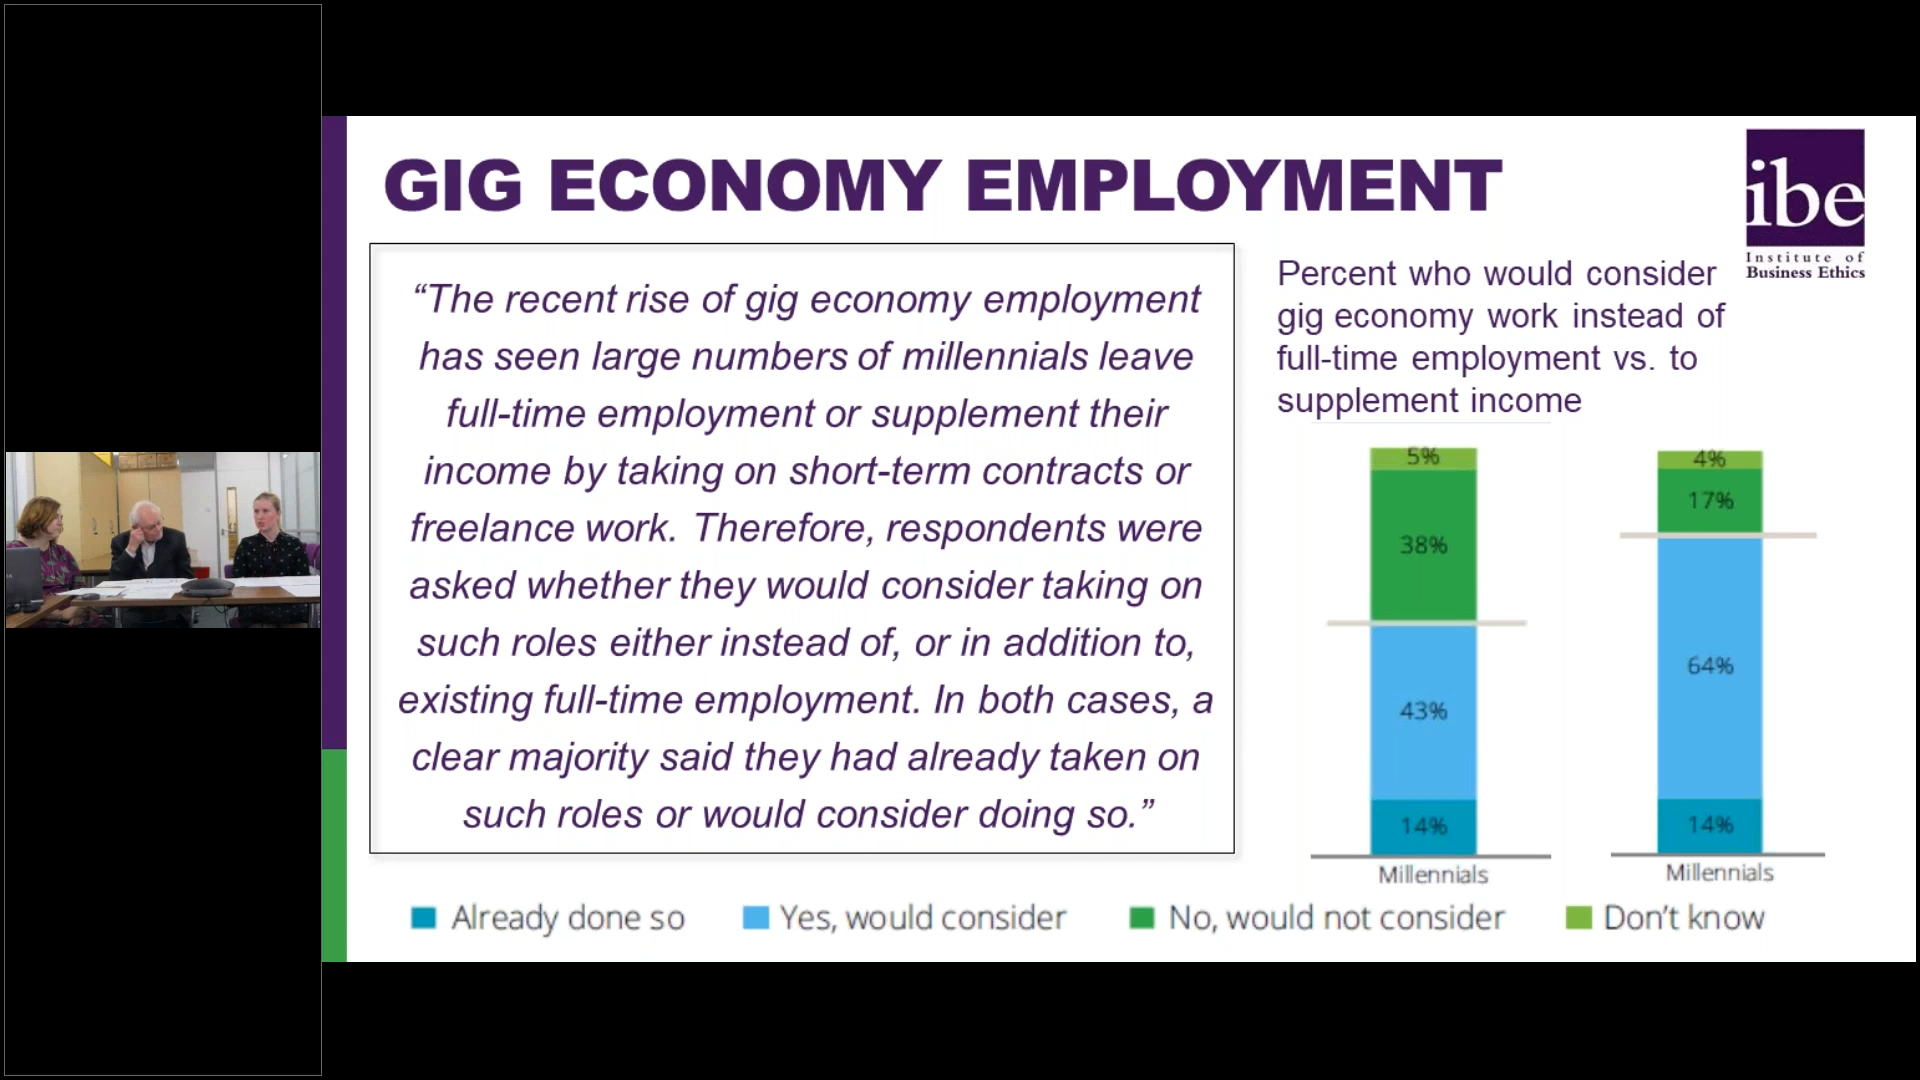 GIG ECONOMY EMPLOYMENT
ibe
Institute of
Business Ethics
“The recent rise of gig economy employment
has seen large numbers of millennials leave
full-time employment or supplement their
income by taking on short-term contracts or
freelance work. Therefore, respondents were
asked whether they would consider taking on
such roles either instead of, or in addition to,
existing full-time employment. In both cases, a
clear majority said they had already taken on
such roles or would consider doing so.”
Percent who would consider
gig economy work instead of
full-time employment vs. to
supplement income
5%
38%
43%
14%
Millennials
4%
17%
64%
14%
Millennials
Already done so
Yes, would consider
No, would not consider
Don’t know